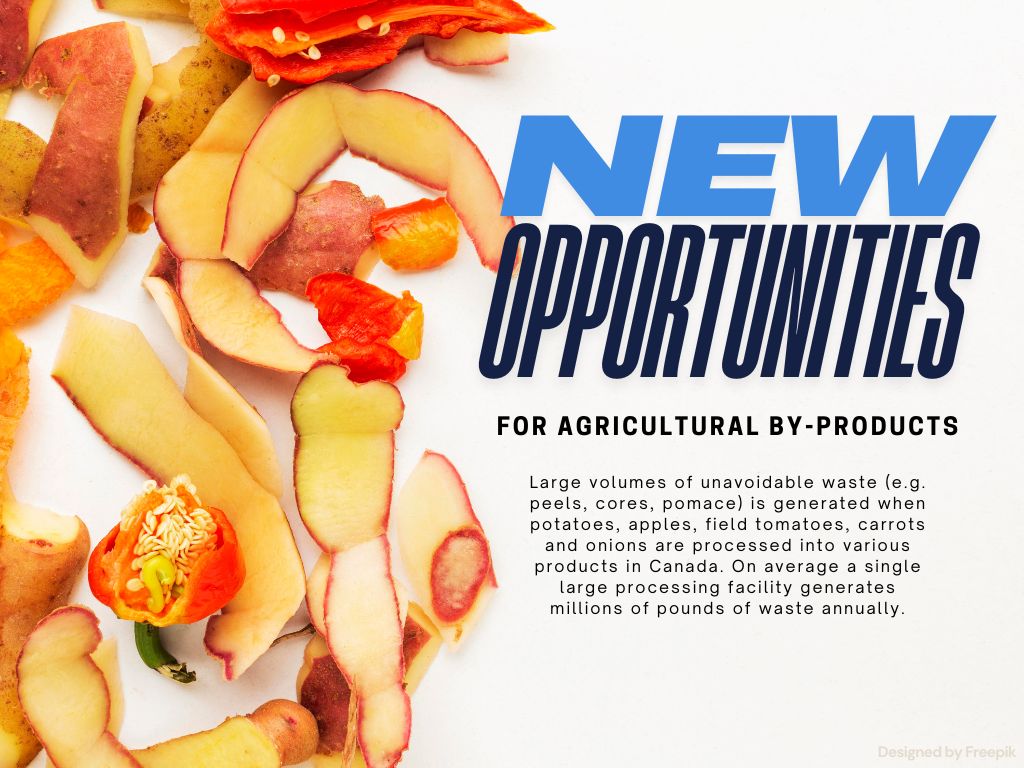 NEW
OPPORTUNITIES
FOR AGRICULTURAL BY-PRODUCTS
Large volumes of unavoidable waste (e.g.
peels, cores, pomace) is generated when
potatoes, apples, field tomatoes, carrots
and onions are processed into various
products in Canada. On average a single
large processing facility generates
millions of pounds of waste annually.
Designed by Freepik